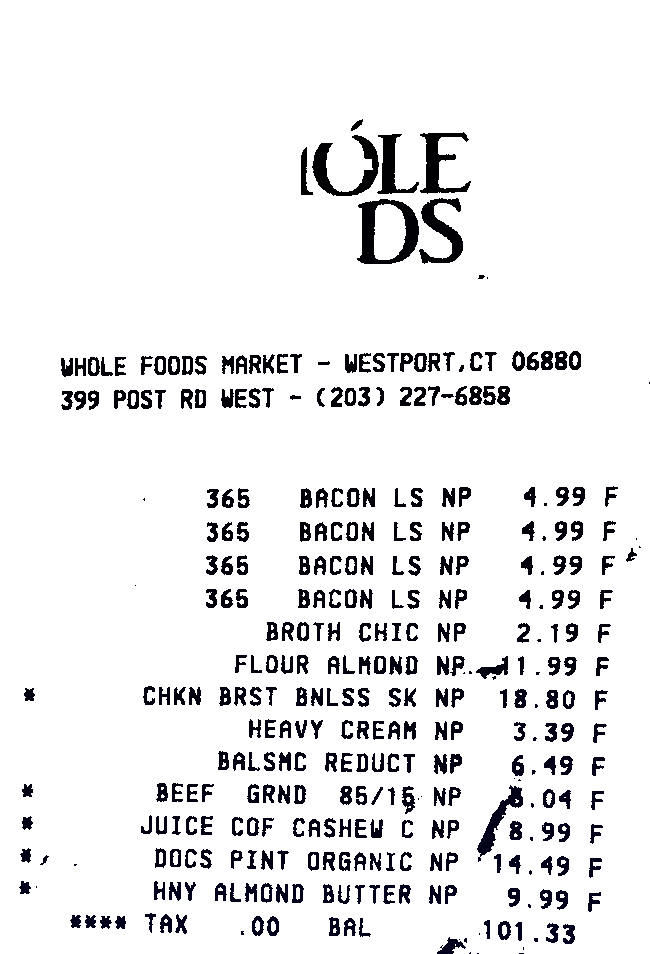 OLE
DS
WHOLE FOODS MARKET - WESTPORT,CT 06880
399 POST RD WEST - (203) 227-6858
365 BACON LS NP 4.99 F
365 BACON LS NP 4.99 F
365 BACON LS NP 4.99 F
365 BACON LS NP 4.99 F
BROTH CHIC NP 2.19 F
FLOUR ALMOND NP 11.99 F
* CHKN BRST BNLSS SK NP 18.80 F
HEAVY CREAM NP 3.39 F
BALSMC REDUCT NP 6.49 F
* BEEF GRND 85/15 NP 5.04 F
* JUICE COF CASHEW C NP 8.99 F
* DOCS PINT ORGANIC NP 14.49 F
* HNY ALMOND BUTTER NP 9.99 F
**** TAX .00 BAL 101.33